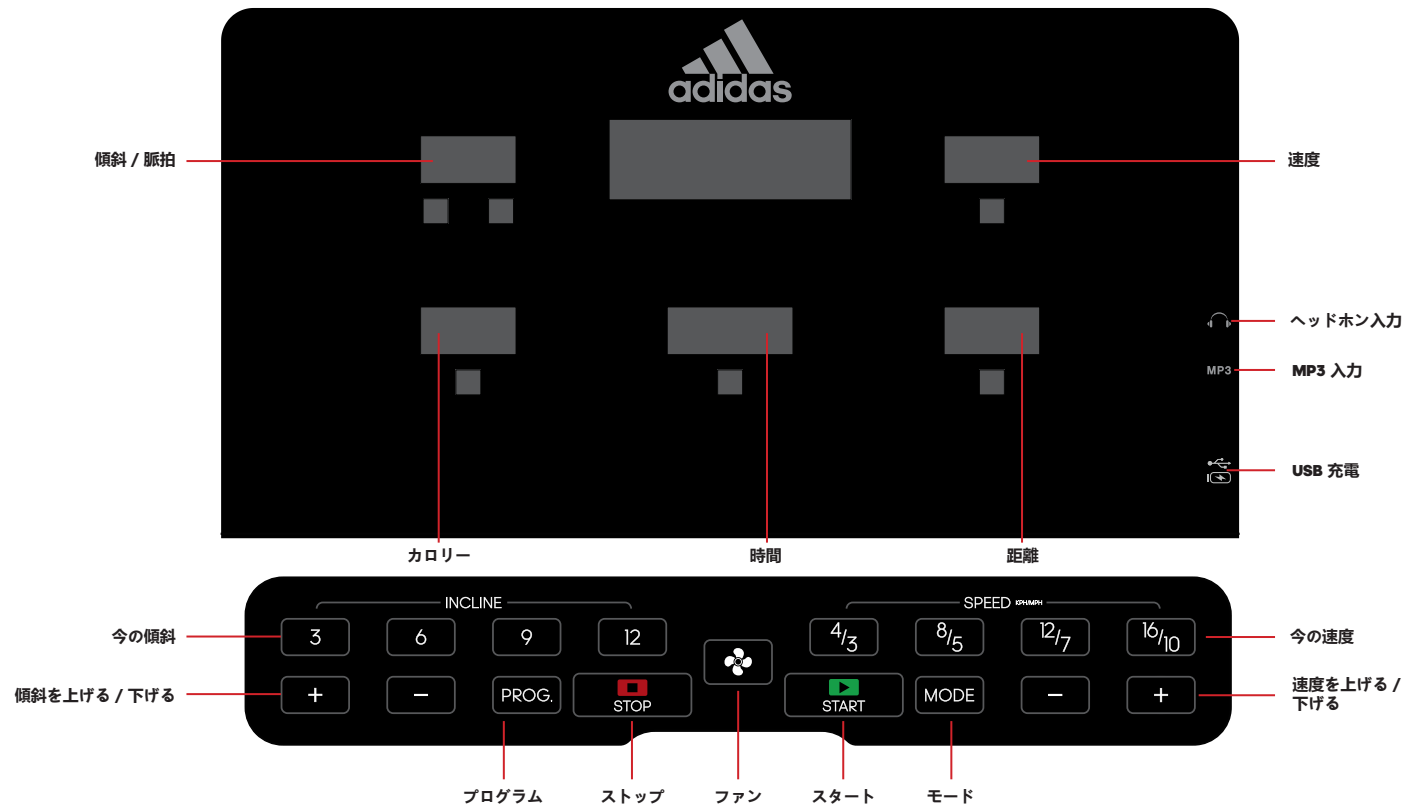 adidas
傾斜 / 脈拍
速度
ヘッドホン入力
MP3
MP3 入力
USB 充電
カロリー
時間
距離
INCLINE
SPEED KPH/MPH
今の傾斜
3
6
9
12
4/3
8/5
12/7
16/10
今の速度
傾斜を上げる / 下げる
+
−
PROG.
STOP
START
MODE
−
+
速度を上げる /
下げる
プログラム
ストップ
ファン
スタート
モード